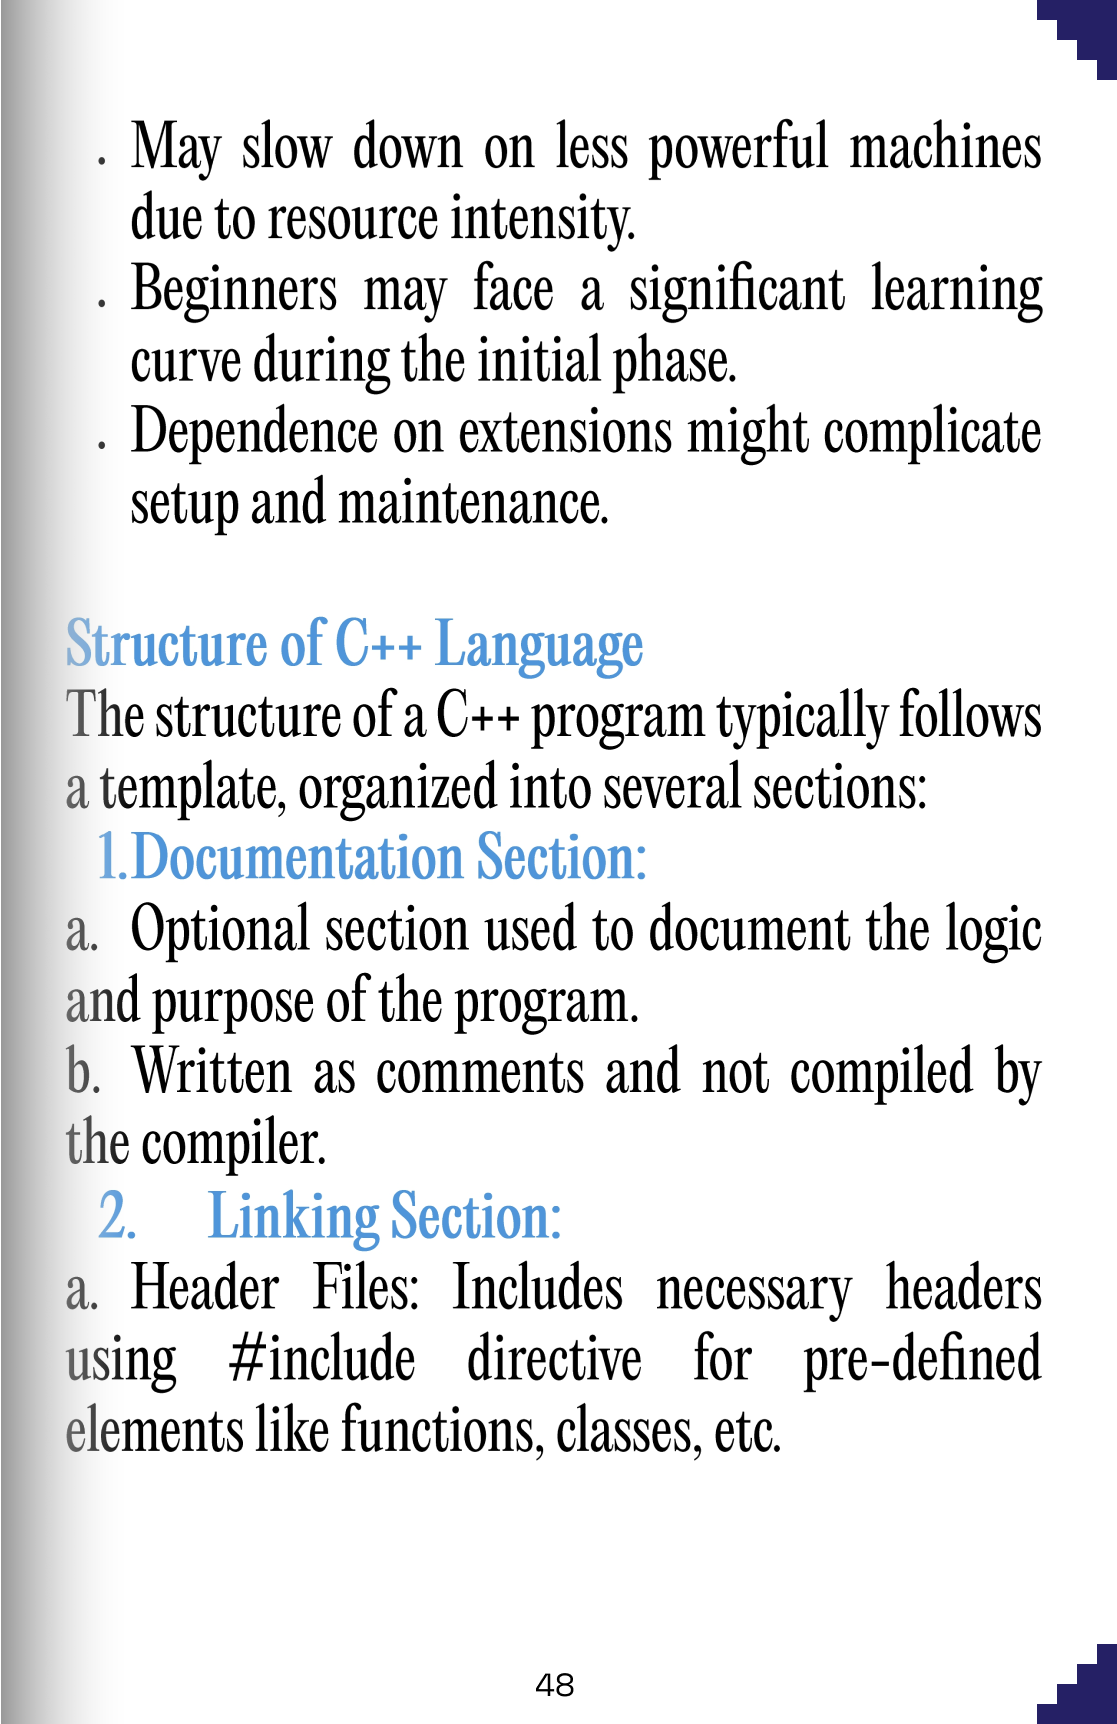 . May slow down on less powerful machines
due to resource intensity.
. Beginners may face a significant learning
curve during the initial phase.
. Dependence on extensions might complicate
setup and maintenance.
Structure of C++ Language
The structure of a C++ program typically follows
a template, organized into several sections:
1.Documentation Section:
a. Optional section used to document the logic
and purpose of the program.
b. Written as comments and not compiled by
the compiler.
2. Linking Section:
a. Header Files: Includes necessary headers
using #include directive for pre-defined
elements like functions, classes, etc.
48